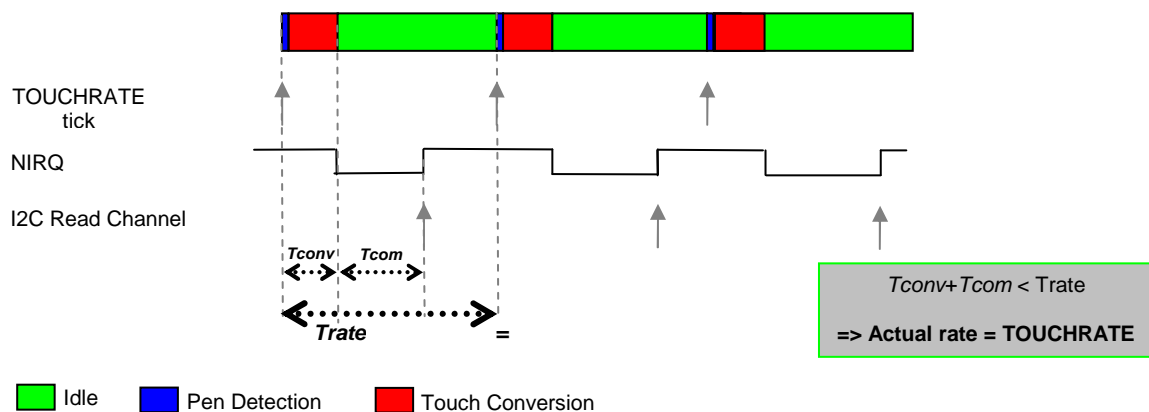 TOUCHRATE
tick
NIRQ
I2C Read Channel
Tconv Tcom
Trate =
Tconv+Tcom < Trate
=> Actual rate = TOUCHRATE
Idle Pen Detection Touch Conversion